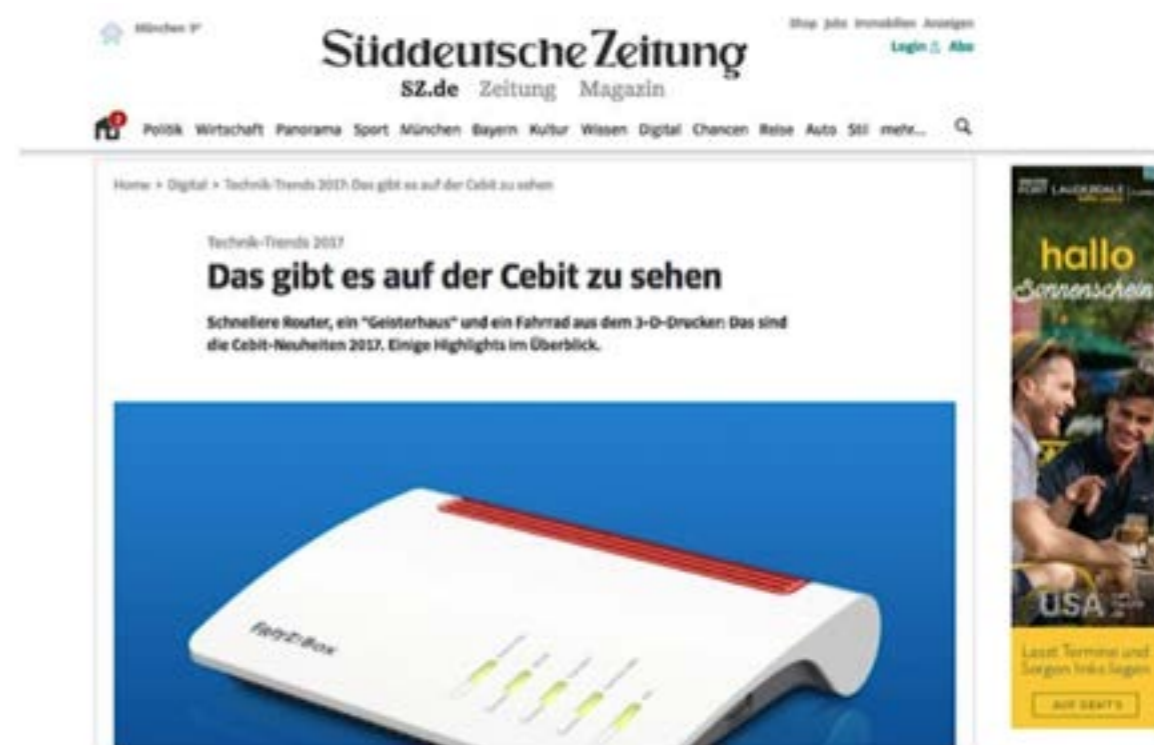 München 9°
Shop Jobs Immobilien Anzeigen
Süddeutsche Zeitung
Login Abo
SZ.de Zeitung Magazin
Politik Wirtschaft Panorama Sport München Bayern Kultur Wissen Digital Chancen Reise Auto Stil mehr...
Home > Digital > Technik-Trends 2017: Das gibt es auf der Cebit zu sehen
Technik-Trends 2017
Das gibt es auf der Cebit zu sehen
Schnellere Router, ein "Geisterhaus" und ein Fahrrad aus dem 3-D-Drucker: Das sind
die Cebit-Neuheiten 2017. Einige Highlights im Überblick.
FRITZ!Box
FORT LAUDERDALE
hallo
Sonnenschein
USA
Lasst Termine und
Sorgen links liegen
AUF GEHT'S